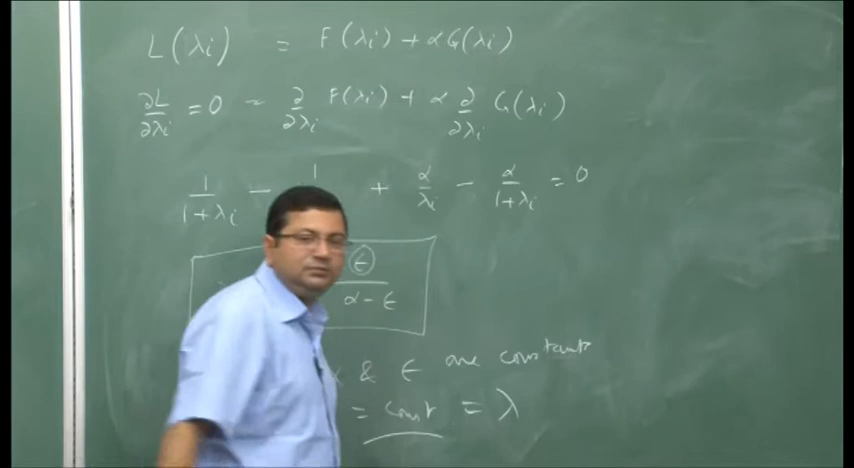 L(λi) = F(λi) + αG(λi)
∂L/∂λi = 0 = ∂/∂λi F(λi) + α ∂/∂λi G(λi)
1/1+λi - 1 + α/λi - α/1+λi = 0
ϵ/α-ϵ
α & ϵ are constants
= const = λ